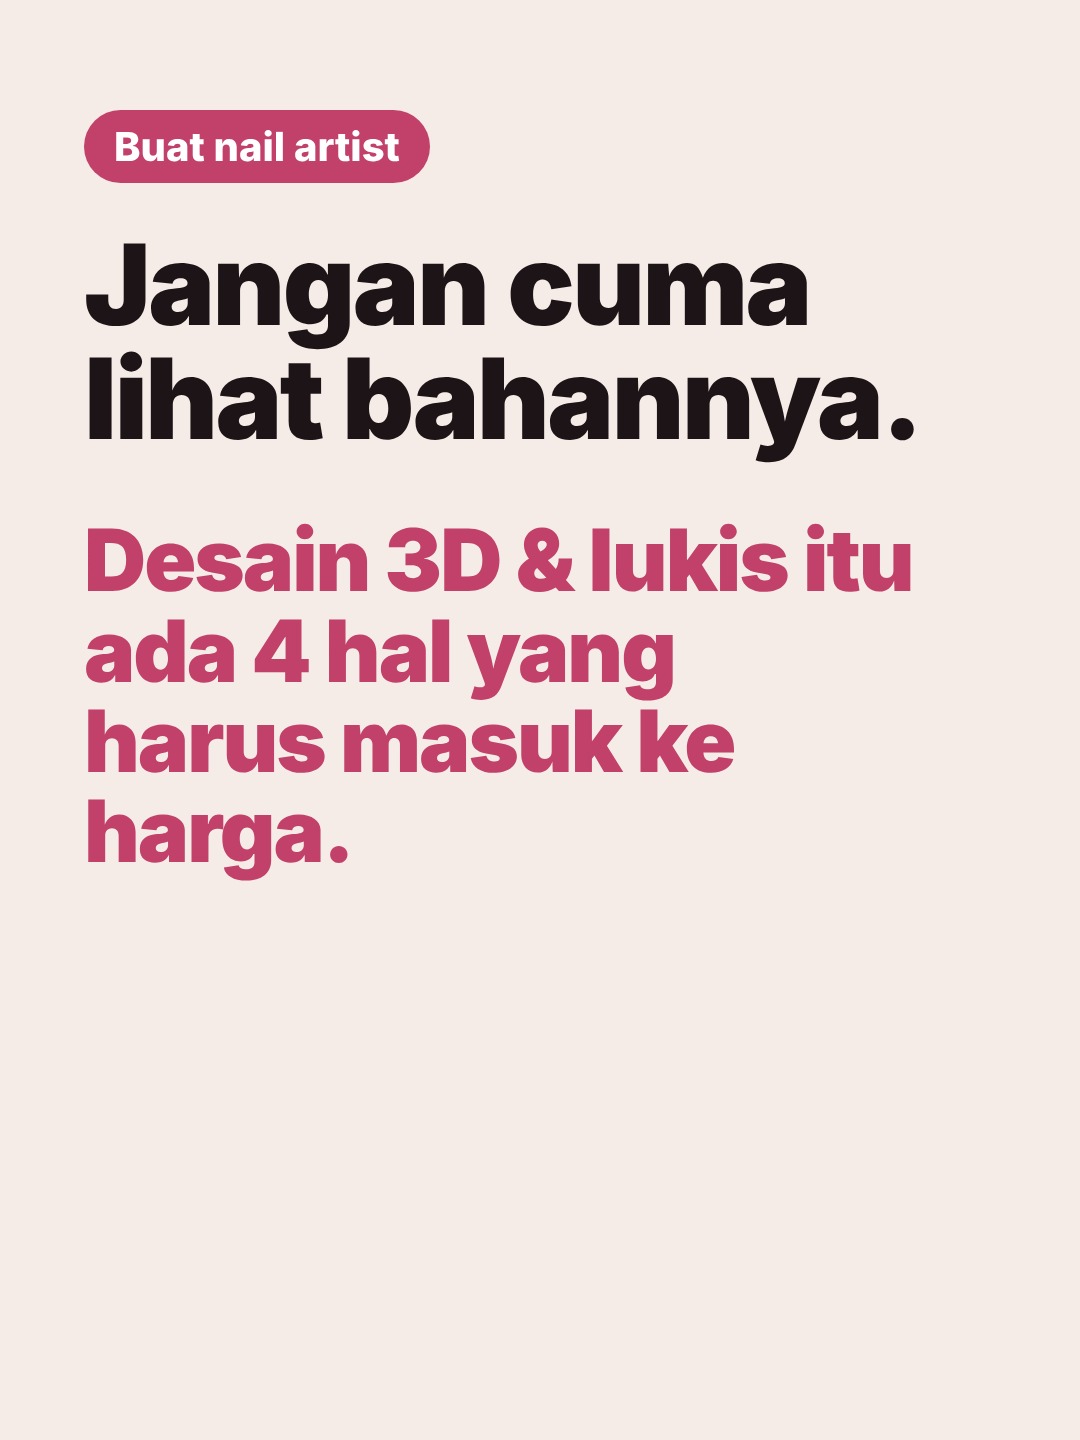 Buat nail artist
Jangan cuma
lihat bahannya.
Desain 3D & lukis itu
ada 4 hal yang
harus masuk ke
harga.